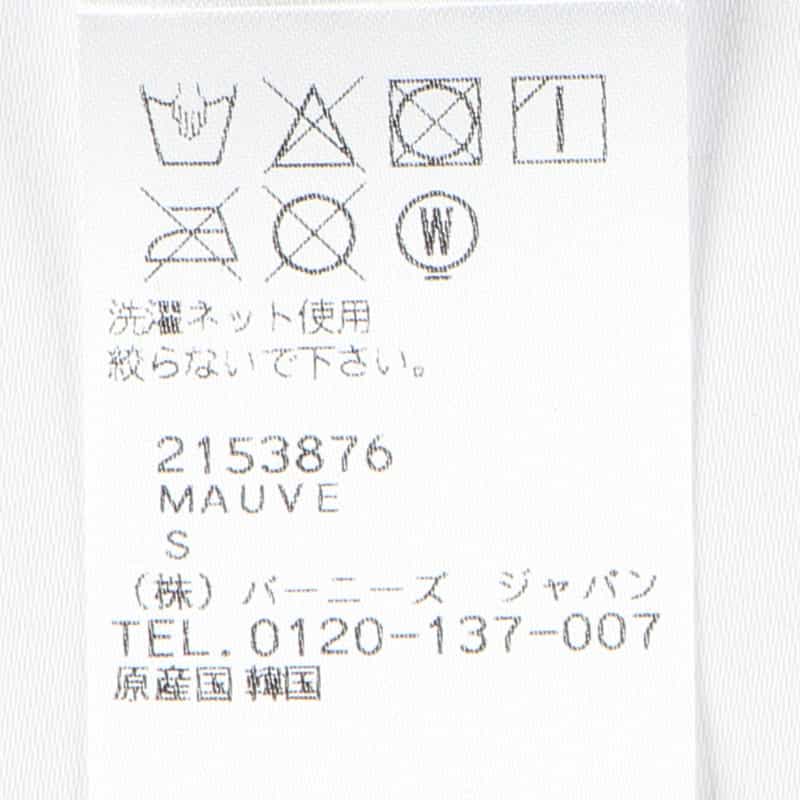 W
洗濯ネット使用
絞らないで下さい。
2153876
MAUVE
S
(株) バーニーズ ジャパン
TEL. 0120-137-007
原産国 韓国